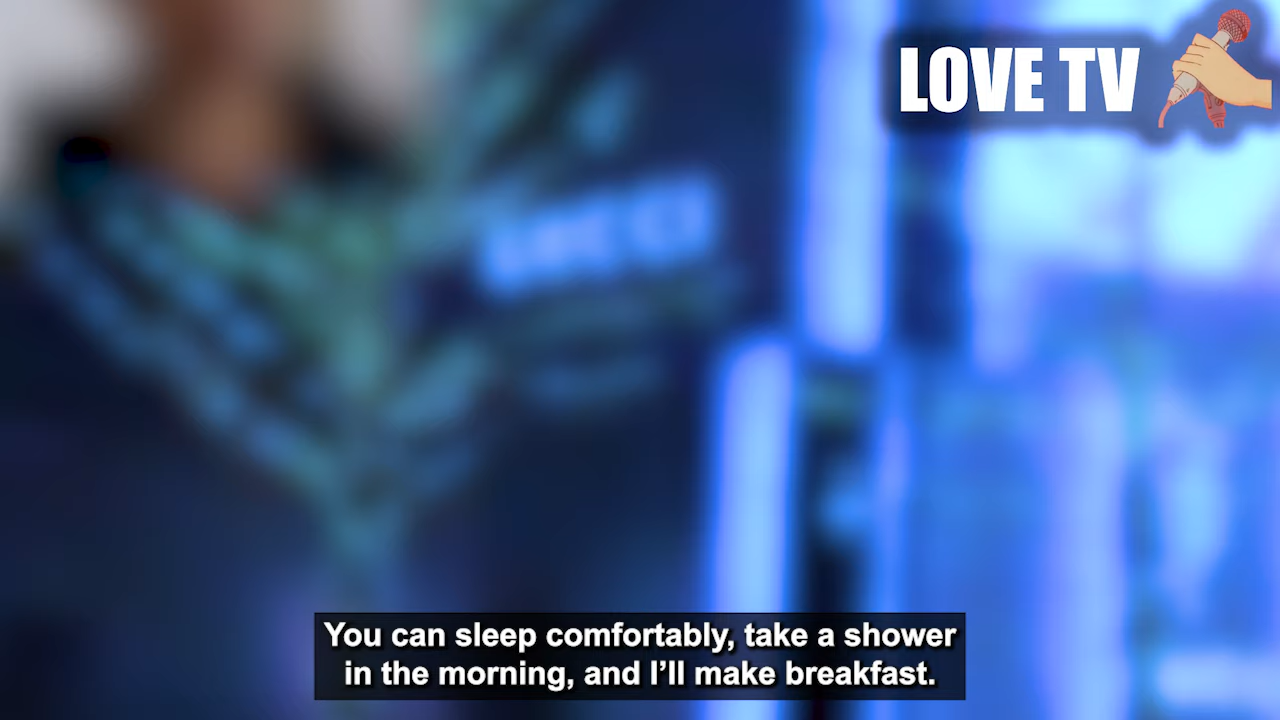 LOVE TV
You can sleep comfortably, take a shower
in the morning, and I’ll make breakfast.